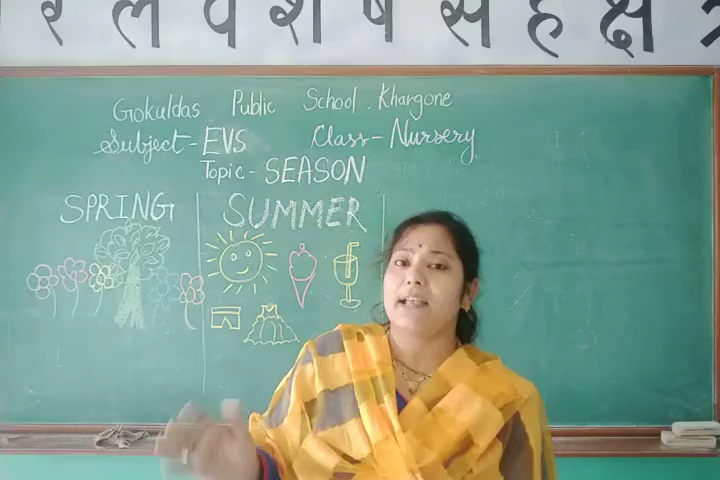 र ल व श ष स ह क्ष
Gokuldas Public School . Khargone
Subject - EVS Class - Nursery
Topic - SEASON
SPRING SUMMER